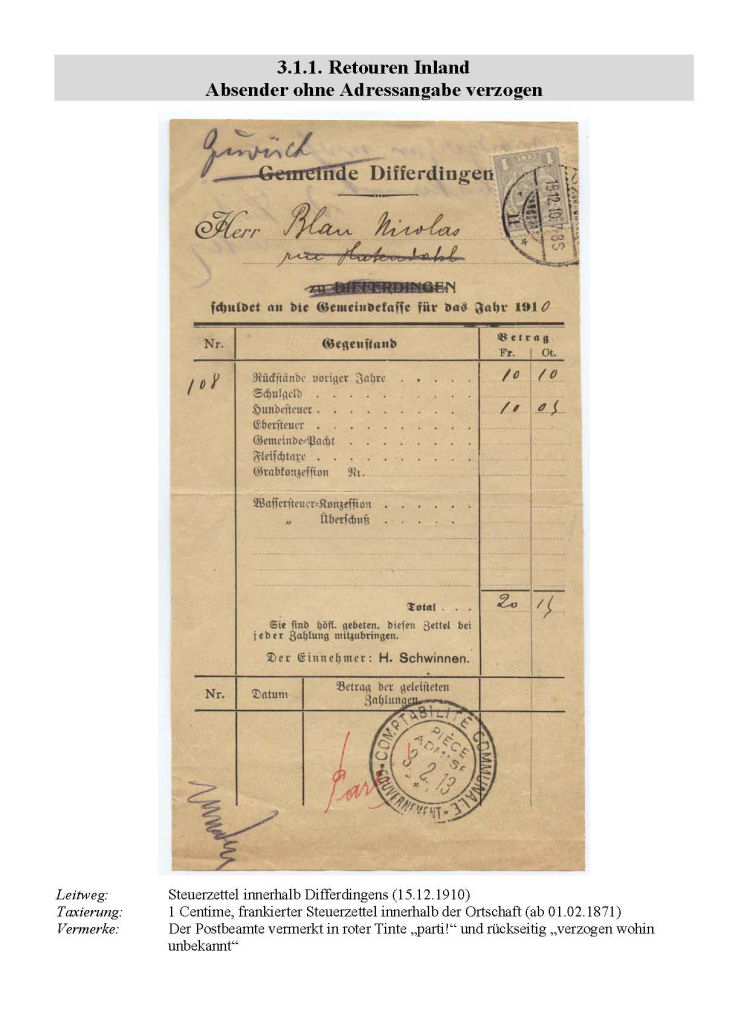 3.1.1. Retouren Inland
Absender ohne Adressangabe verzogen
Zurück
Gemeinde Differdingen
Herr Blau Nicolas
rue Hatendahl
zu DIFFERDINGEN
schuldet an die Gemeindekasse für das Jahr 1910
Nr. Gegenstand Betrag
Fr. Ct.
108 Rückstände voriger Jahre . . . . . 10 10
Schulgeld . . . . . . . . . .
Hundesteuer . . . . . . . . . . 10 05
Ebersteuer . . . . . . . . . .
Gemeinde-Pacht . . . . . . . .
Fleischtaxe . . . . . . . . . .
Grabkonzession Nr.
Wassersteuer-Konzession . . . . . .
„ Überschuß . . . . .
Total . . . 20 15
Sie sind höfl. gebeten, diesen Zettel bei
jeder Zahlung mitzubringen.
Der Einnehmer: H. Schwinnen.
Nr. Datum Betrag der geleisteten
Zahlungen
COMPTABILITÉ COMMUNALE
PIÈCE
ADMISE
3.2.13
GOUVERNEMENT
parti
Leitweg: Steuerzettel innerhalb Differdingens (15.12.1910)
Taxierung: 1 Centime, frankierter Steuerzettel innerhalb der Ortschaft (ab 01.02.1871)
Vermerke: Der Postbeamte vermerkt in roter Tinte „parti!“ und rückseitig „verzogen wohin
unbekannt“